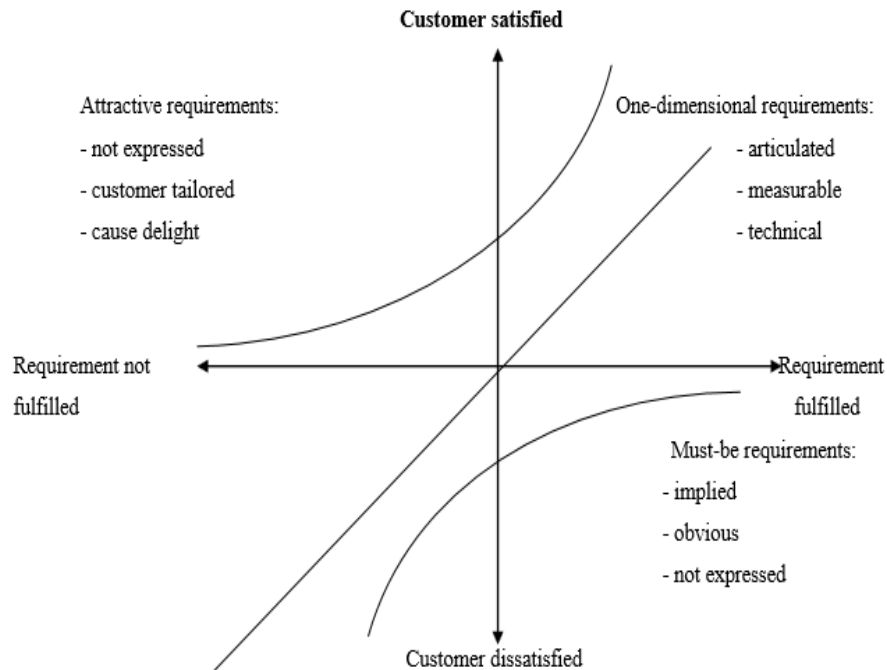 Customer satisfied
Attractive requirements:
- not expressed
- customer tailored
- cause delight
One-dimensional requirements:
- articulated
- measurable
- technical
Requirement not
fulfilled
Requirement
fulfilled
Must-be requirements:
- implied
- obvious
- not expressed
Customer dissatisfied